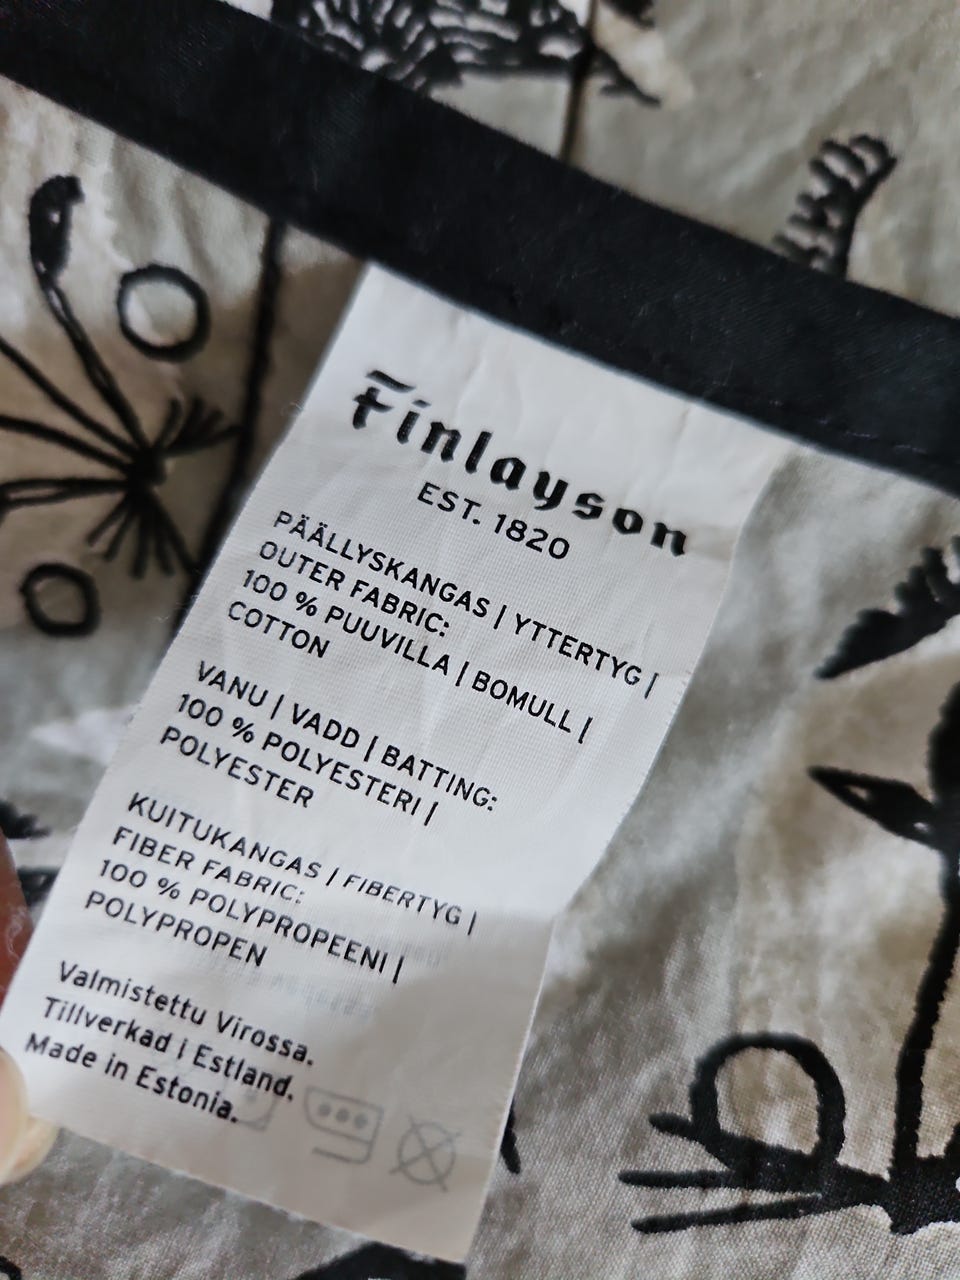 Finlayson
EST. 1820
PÄÄLLYSKANGAS | YTTERTYG |
OUTER FABRIC:
100 % PUUVILLA | BOMULL |
COTTON
VANU | VADD | BATTING:
100 % POLYESTERI |
POLYESTER
KUITUKANGAS | FIBERTYG |
FIBER FABRIC:
100 % POLYPROPEENI |
POLYPROPEN
Valmistettu Virossa.
Tillverkad i Estland.
Made in Estonia.